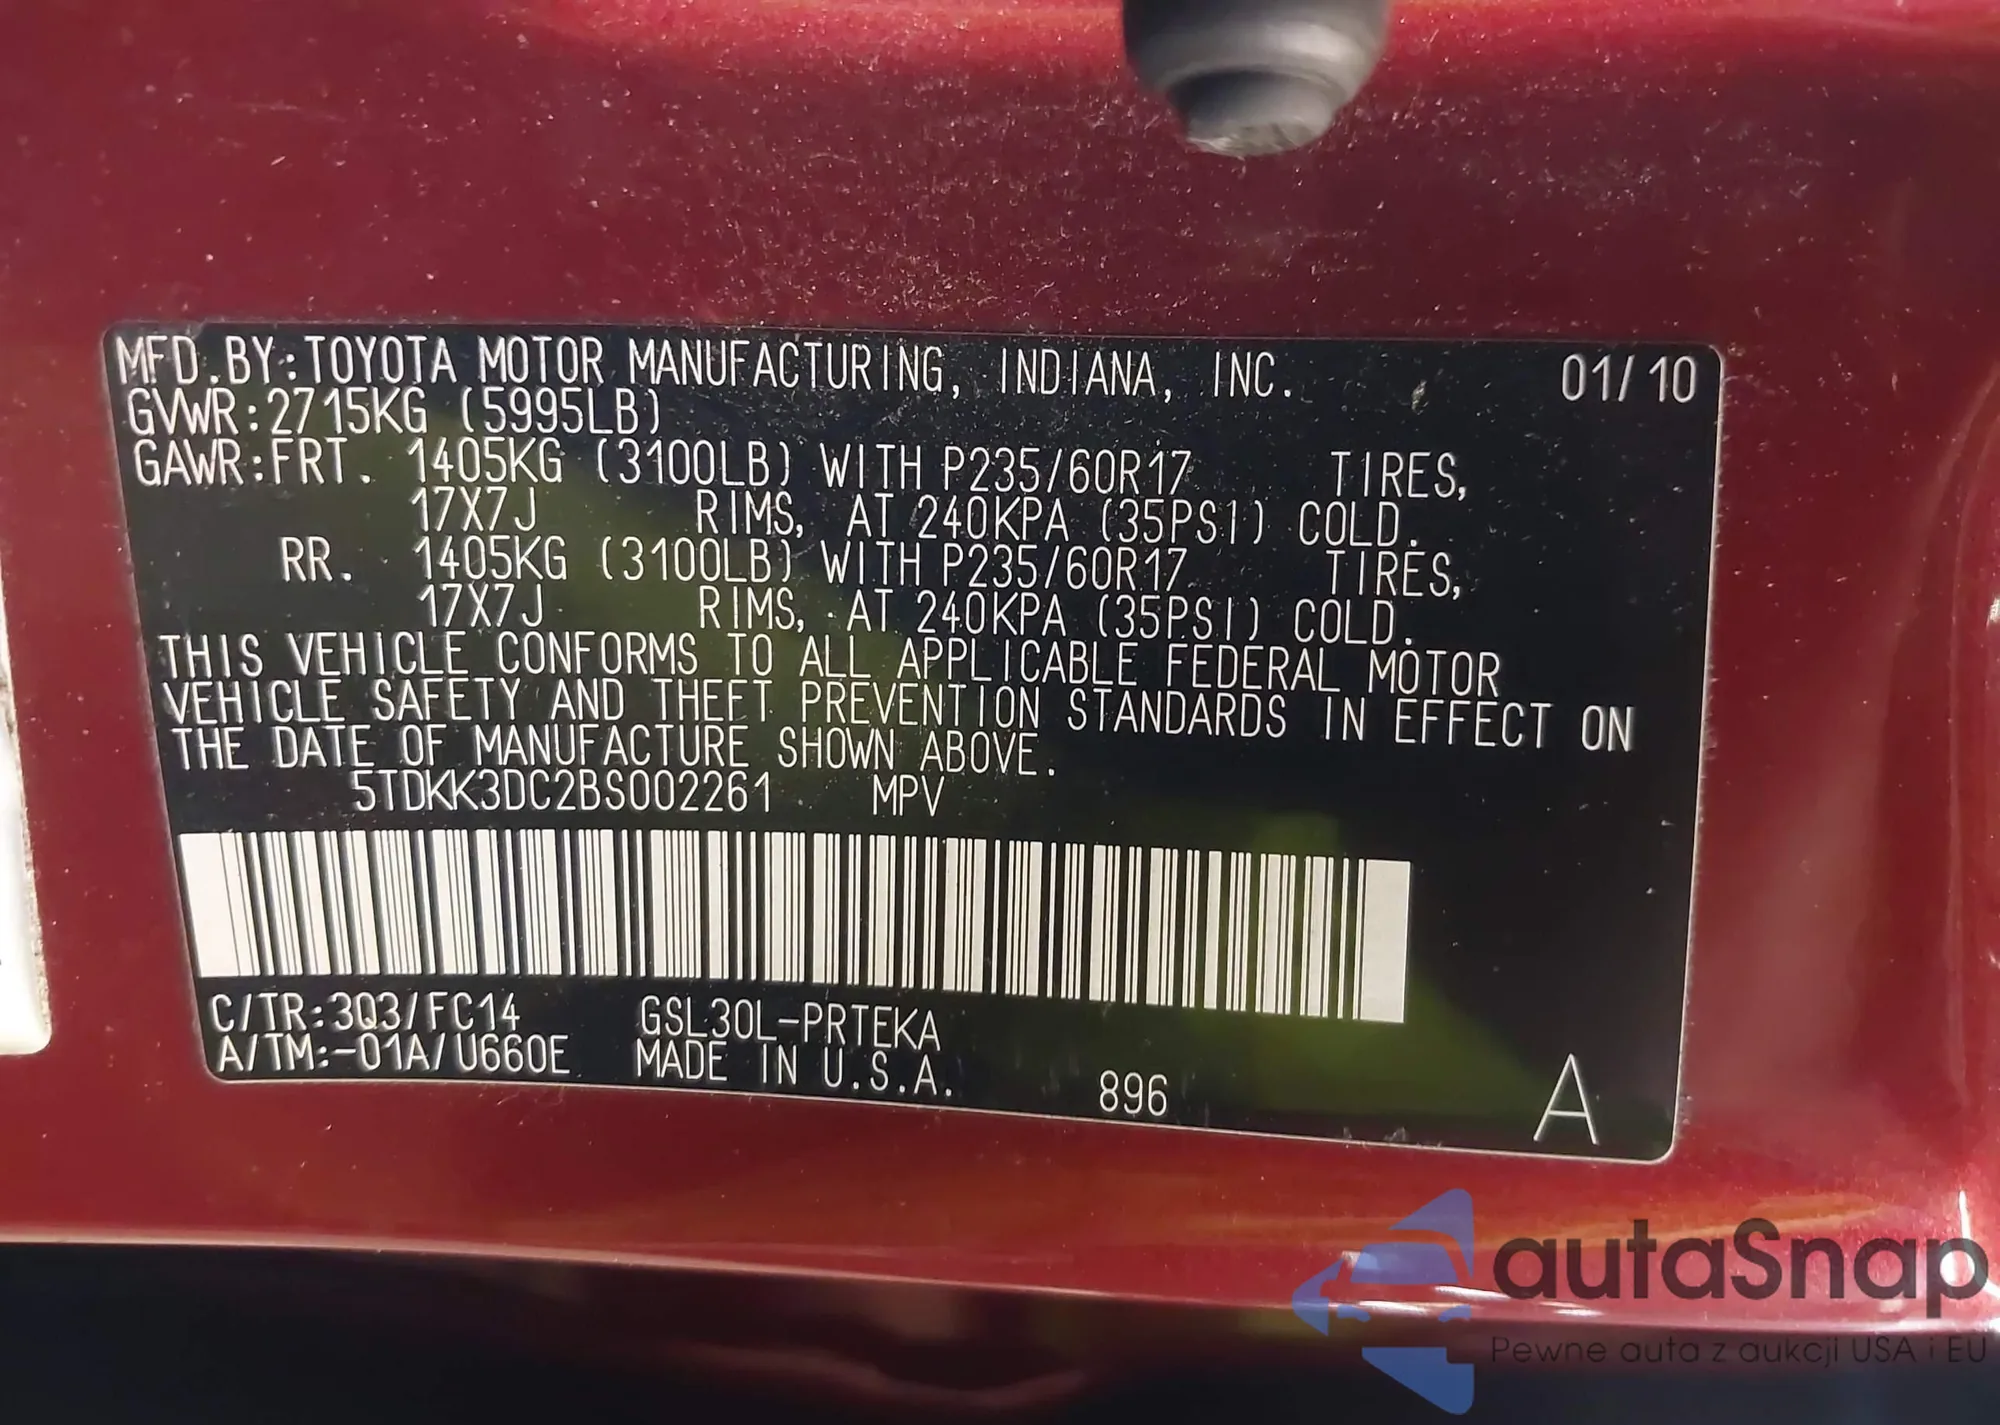 MFD.BY:TOYOTA MOTOR MANUFACTURING, INDIANA, INC. 01/10
GVWR:2715KG (5995LB)
GAWR:FRT. 1405KG (3100LB) WITH P235/60R17 TIRES,
17X7J RIMS, AT 240KPA (35PSI) COLD.
RR. 1405KG (3100LB) WITH P235/60R17 TIRES,
17X7J RIMS, AT 240KPA (35PSI) COLD.
THIS VEHICLE CONFORMS TO ALL APPLICABLE FEDERAL MOTOR
VEHICLE SAFETY AND THEFT PREVENTION STANDARDS IN EFFECT ON
THE DATE OF MANUFACTURE SHOWN ABOVE.
5TDKK3DC2BS002261 MPV
C/TR:3Q3/FC14 GSL30L-PRTEKA
A/TM:-01A/U660E MADE IN U.S.A. 896 A
autaSnap
Pewne auta z aukcji USA i EU